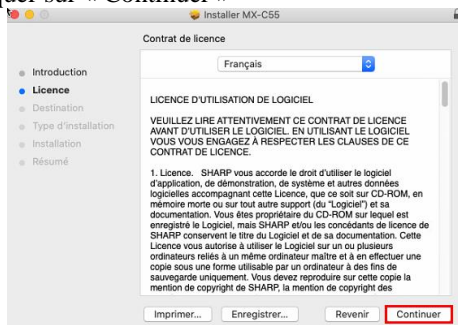 quer sur « Continuer »
Installer MX-C55
Contrat de licence
Français
Introduction
Licence
Destination
Type d'installation
Installation
Résumé
LICENCE D'UTILISATION DE LOGICIEL
VEUILLEZ LIRE ATTENTIVEMENT CE CONTRAT DE LICENCE
AVANT D'UTILISER LE LOGICIEL. EN UTILISANT LE LOGICIEL
VOUS VOUS ENGAGEZ À RESPECTER LES CLAUSES DE CE
CONTRAT DE LICENCE.
1. Licence. SHARP vous accorde le droit d'utiliser le logiciel
d'application, de démonstration, de système et autres données
logicielles accompagnant cette Licence, que ce soit sur CD-ROM, en
mémoire morte ou sur tout autre support (du "Logiciel") et sa
documentation. Vous êtes propriétaire du CD-ROM sur lequel est
enregistré le Logiciel, mais SHARP et/ou les concédants de licence de
SHARP conservent le titre du Logiciel et de sa documentation. Cette
Licence vous autorise à utiliser le Logiciel sur un ou plusieurs
ordinateurs reliés à un même ordinateur maître et à en effectuer une
copie sous une forme utilisable par un ordinateur à des fins de
sauvegarde uniquement. Vous devez reproduire sur cette copie la
mention de copyright de SHARP, la mention de copyright des
Imprimer... Enregistrer... Revenir Continuer